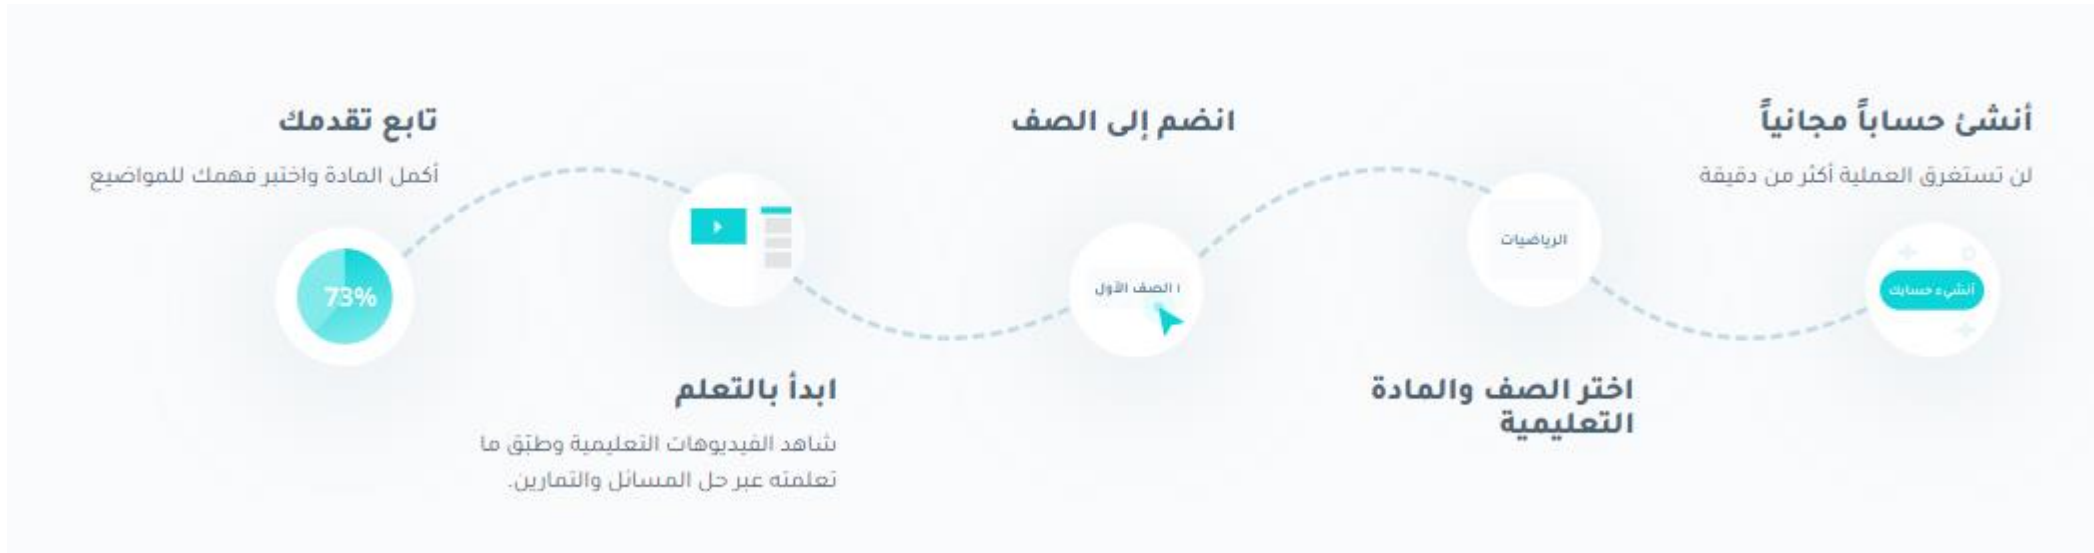 أنشئ حساباً مجانياً
لن تستغرق العملية أكثر من دقيقة
أنشيء حسابك
الرياضيات
اختر الصف والمادة
التعليمية
انضم إلى الصف
١ الصف الأول
ابدأ بالتعلم
شاهد الفيديوهات التعليمية وطبّق ما
تعلمته عبر حل المسائل والتمارين.
تابع تقدمك
أكمل المادة واختبر فهمك للمواضيع
73%